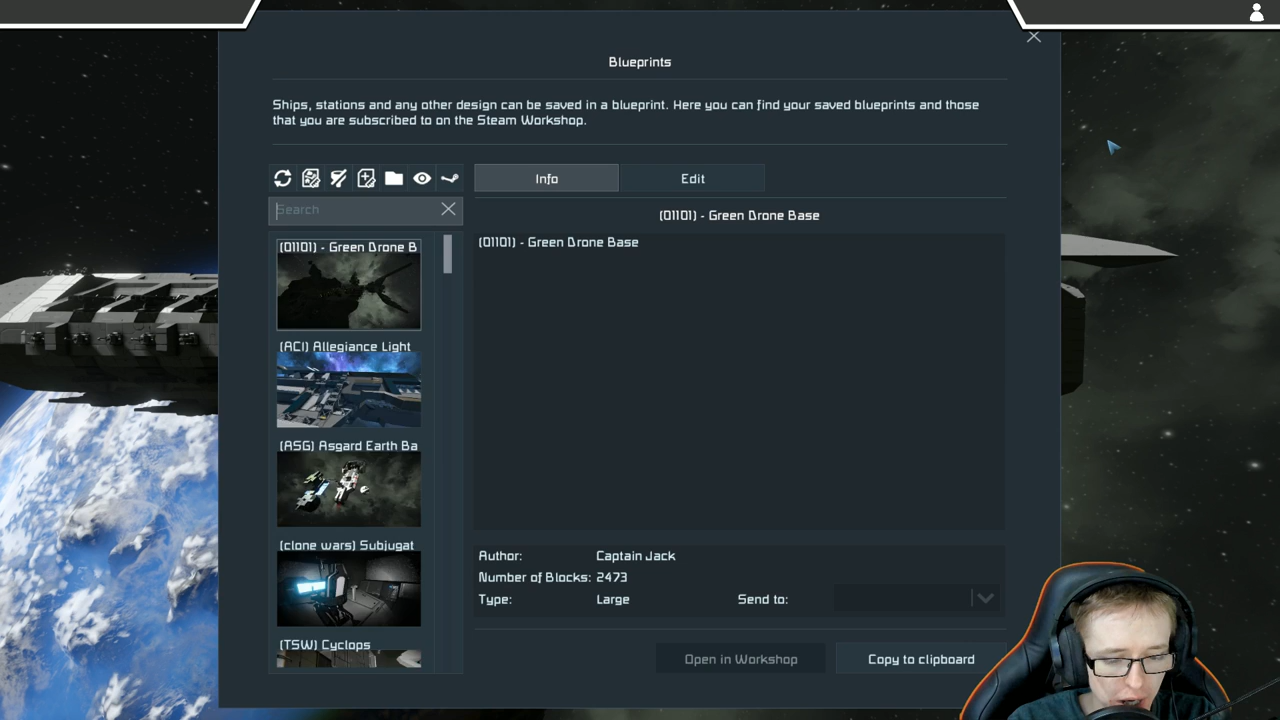 Blueprints
Ships, stations and any other design can be saved in a blueprint. Here you can find your saved blueprints and those
that you are subscribed to on the Steam Workshop.
Info
Edit
Search
(01101) - Green Drone Base
(01101) - Green Drone B
(01101) - Green Drone Base
(ACI) Allegiance Light
(ASG) Asgard Earth Ba
(clone wars) Subjugat
(TSW) Cyclops
Author: Captain Jack
Number of Blocks: 2473
Type: Large
Send to:
Open in Workshop
Copy to clipboard